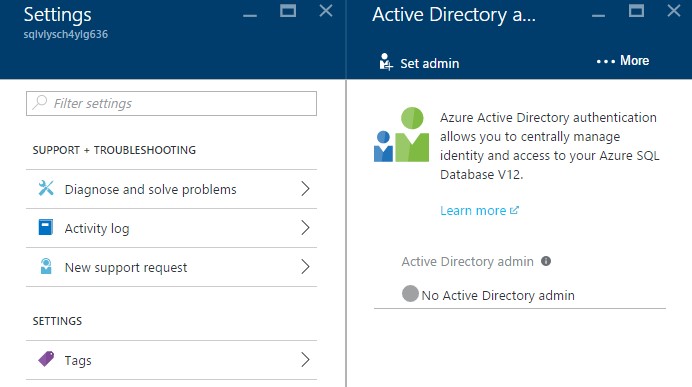 Settings
sqlvlysch4ylg636
Filter settings
SUPPORT + TROUBLESHOOTING
Diagnose and solve problems
Activity log
New support request
SETTINGS
Tags
Active Directory a...
Set admin
••• More
Azure Active Directory authentication
allows you to centrally manage
identity and access to your Azure SQL
Database V12.
Learn more
Active Directory admin
No Active Directory admin